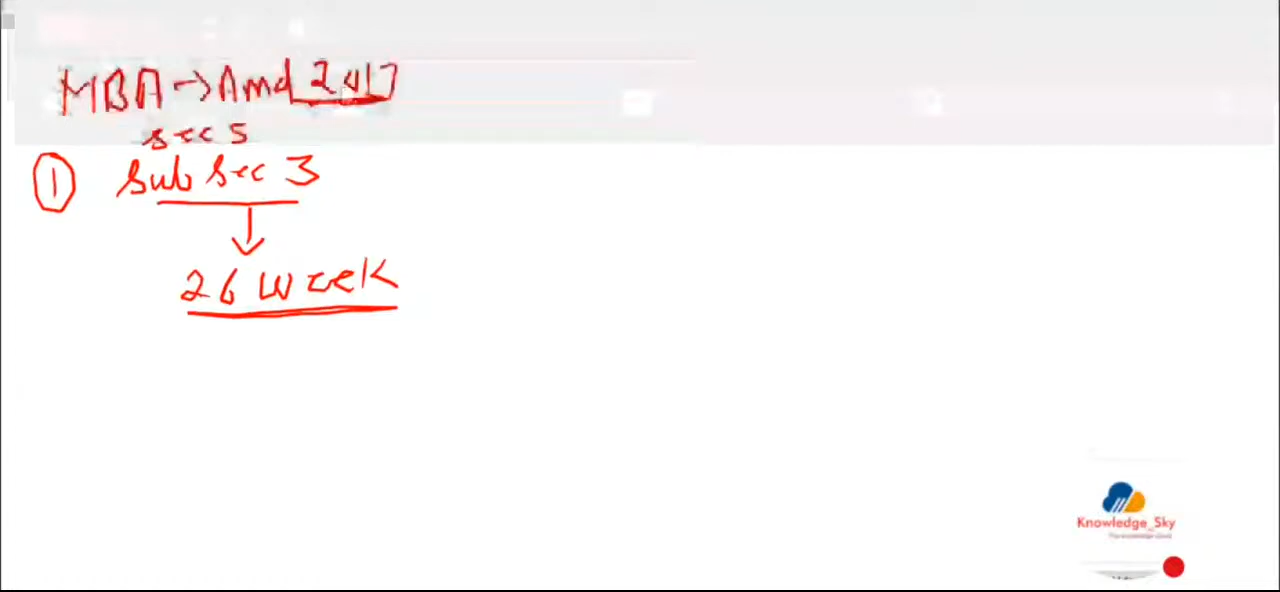 MBA → Amd 2017
sec 5
① Sub Sec 3
26 Week
Knowledge_Sky